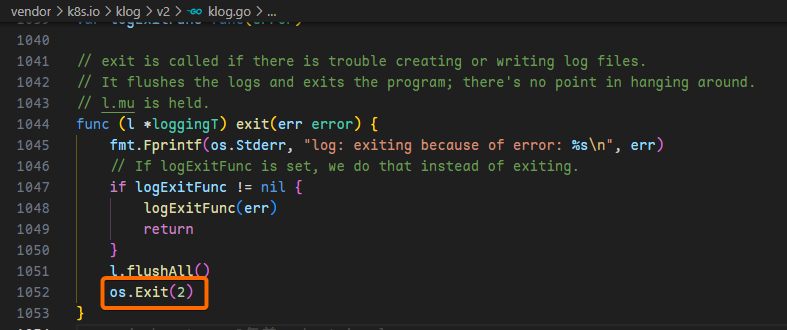 vendor > k8s.io > klog > v2 > klog.go > ...
1040
1041 // exit is called if there is trouble creating or writing log files.
1042 // It flushes the logs and exits the program; there's no point in hanging around.
1043 // l.mu is held.
1044 func (l *loggingT) exit(err error) {
1045 fmt.Fprintf(os.Stderr, "log: exiting because of error: %s\n", err)
1046 // If logExitFunc is set, we do that instead of exiting.
1047 if logExitFunc != nil {
1048 logExitFunc(err)
1049 return
1050 }
1051 l.flushAll()
1052 os.Exit(2)
1053 }